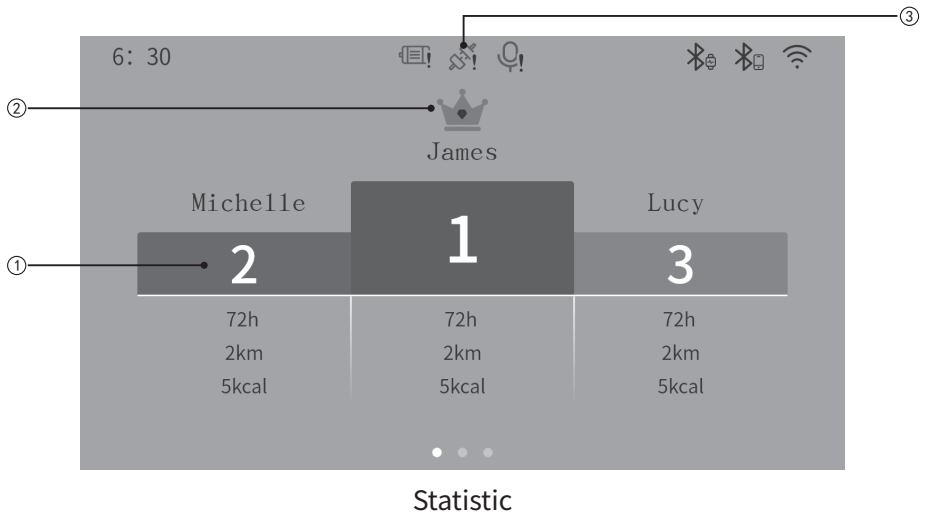 ③
6: 30
②
James
Michelle
Lucy
1
①
2
3
72h 72h 72h
2km 2km 2km
5kcal 5kcal 5kcal
Statistic